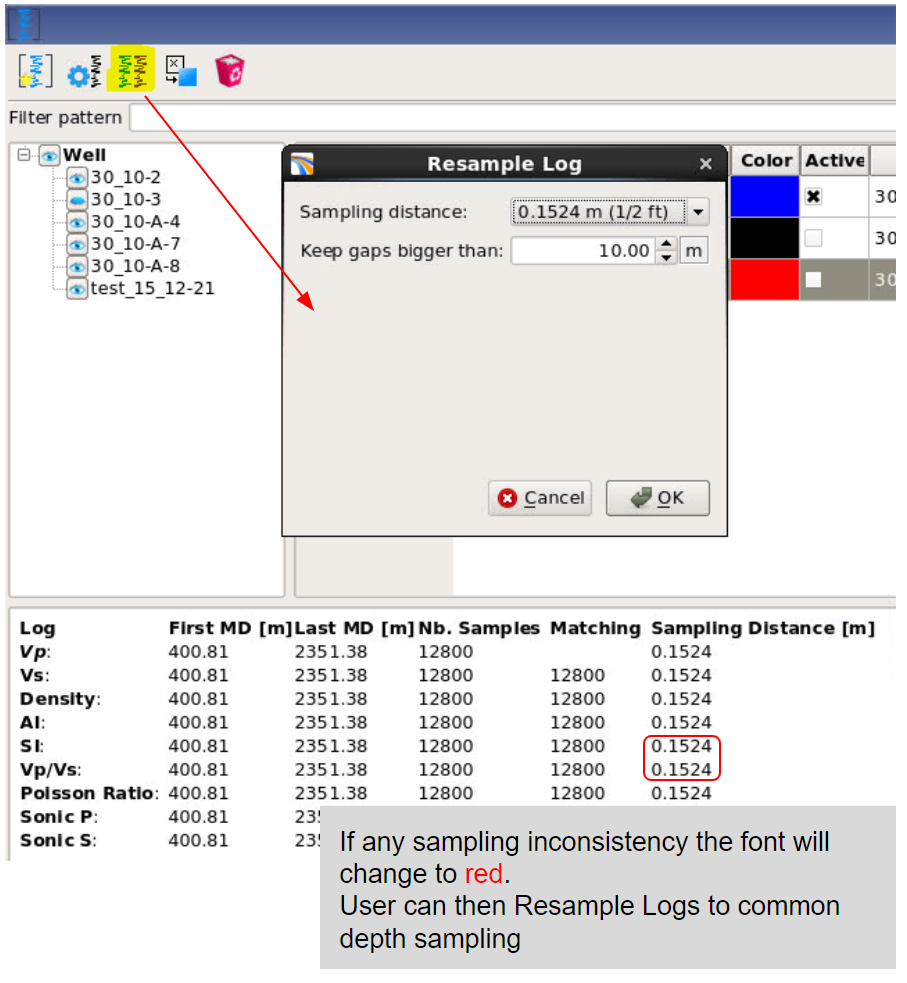 Filter pattern
Well
30_10-2
30_10-3
30_10-A-4
30_10-A-7
30_10-A-8
test_15_12-21
Resample Log
Sampling distance: 0.1524 m (1/2 ft)
Keep gaps bigger than: 10.00 m
Cancel OK
Color Active
30
30
30
Log First MD [m] Last MD [m] Nb. Samples Matching Sampling Distance [m]
Vp: 400.81 2351.38 12800 0.1524
Vs: 400.81 2351.38 12800 12800 0.1524
Density: 400.81 2351.38 12800 12800 0.1524
AI: 400.81 2351.38 12800 12800 0.1524
SI: 400.81 2351.38 12800 12800 0.1524
Vp/Vs: 400.81 2351.38 12800 12800 0.1524
Poisson Ratio: 400.81 2351.38 12800 12800 0.1524
Sonic P: 400.81 235
Sonic S: 400.81 235
If any sampling inconsistency the font will
change to red.
User can then Resample Logs to common
depth sampling